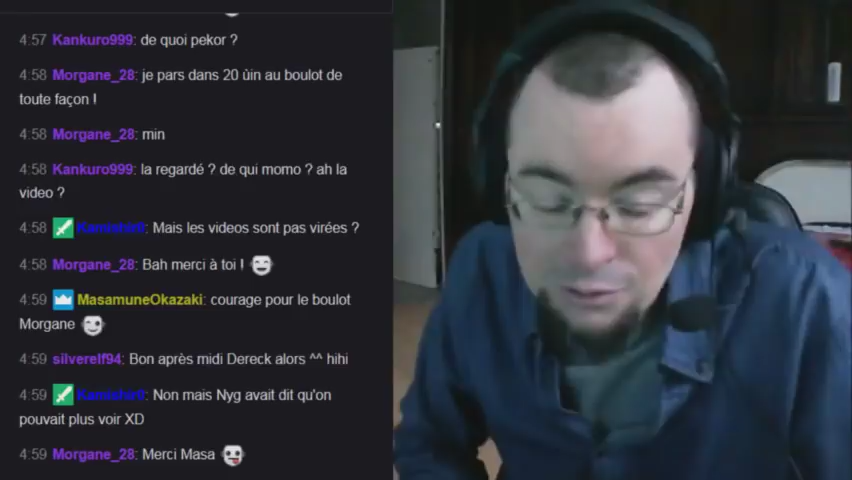 4:57 Kankuro999: de quoi pekor ?
4:58 Morgane_28: je pars dans 20 ùin au boulot de
toute façon !
4:58 Morgane_28: min
4:58 Kankuro999: la regardé ? de qui momo ? ah la
video ?
4:58 : Mais les videos sont pas virées ?
4:58 Morgane_28: Bah merci à toi !
4:59 MasamuneOkazaki: courage pour le boulot
Morgane
4:59 silverelf94: Bon après midi Dereck alors ^^ hihi
4:59 : Non mais Nyg avait dit qu'on
pouvait plus voir XD
4:59 Morgane_28: Merci Masa